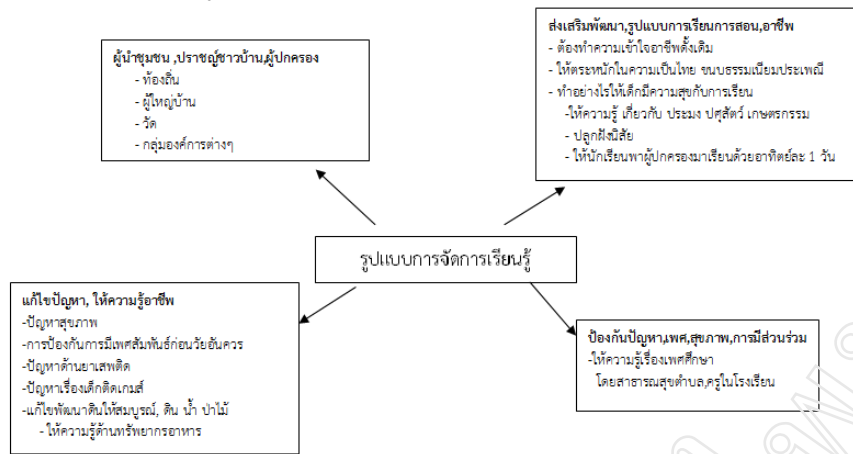 ผู้นำชุมชน ,ปราชญ์ชาวบ้าน,ผู้ปกครอง
- ท้องถิ่น
- ผู้ใหญ่บ้าน
- วัด
- กลุ่มองค์การต่างๆ
ส่งเสริมพัฒนา,รูปแบบการเรียนการสอน,อาชีพ
- ต้องทำความเข้าใจอาชีพดั้งเดิม
- ให้ตระหนักในความเป็นไทย ขนบธรรมเนียมประเพณี
- ทำอย่างไรให้เด็กมีความสุขกับการเรียน
-ให้ความรู้ เกี่ยวกับ ประมง ปศุสัตว์ เกษตรกรรม
- ปลูกฝังนิสัย
- ให้นักเรียนพาผู้ปกครองมาเรียนด้วยอาทิตย์ละ 1 วัน
รูปแบบการจัดการเรียนรู้
แก้ไขปัญหา, ให้ความรู้อาชีพ
-ปัญหาสุขภาพ
-การป้องกันการมีเพศสัมพันธ์ก่อนวัยอันควร
-ปัญหาด้านยาเสพติด
-ปัญหาเรื่องเด็กติดเกมส์
-แก้ไขพัฒนาดินให้สมบูรณ์, ดิน น้ำ ป่าไม้
- ให้ความรู้ด้านทรัพยากรอาหาร
ป้องกันปัญหา,เพศ,สุขภาพ,การมีส่วนร่วม
-ให้ความรู้เรื่องเพศศึกษา
โดยสาธารณสุขตำบล,ครูในโรงเรียน